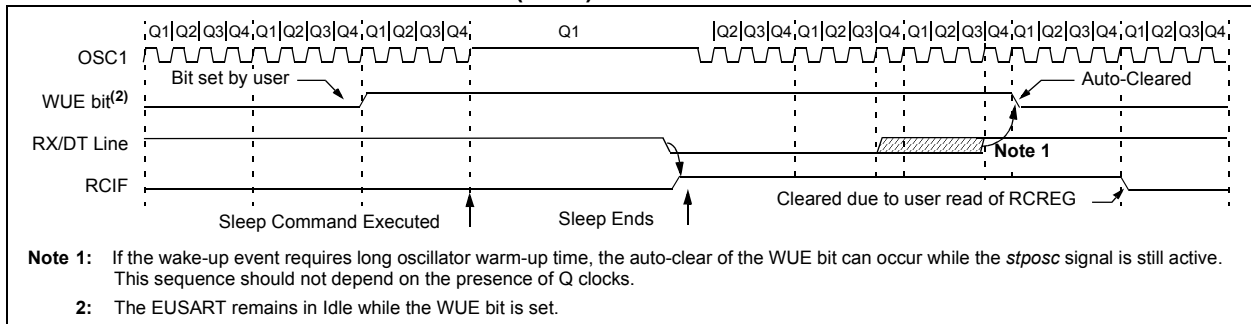 Q1 Q2 Q3 Q4 Q1 Q2 Q3 Q4 Q1 Q2 Q3 Q4 Q1 Q2 Q3 Q4 Q1 Q2 Q3 Q4 Q1 Q2 Q3 Q4 Q1 Q2 Q3 Q4 Q1 Q2 Q3 Q4
OSC1
Bit set by user
Auto-Cleared
WUE bit(2)
RX/DT Line
Note 1
RCIF
Cleared due to user read of RCREG
Sleep Command Executed
Sleep Ends
Note 1: If the wake-up event requires long oscillator warm-up time, the auto-clear of the WUE bit can occur while the stposc signal is still active.
This sequence should not depend on the presence of Q clocks.
2: The EUSART remains in Idle while the WUE bit is set.